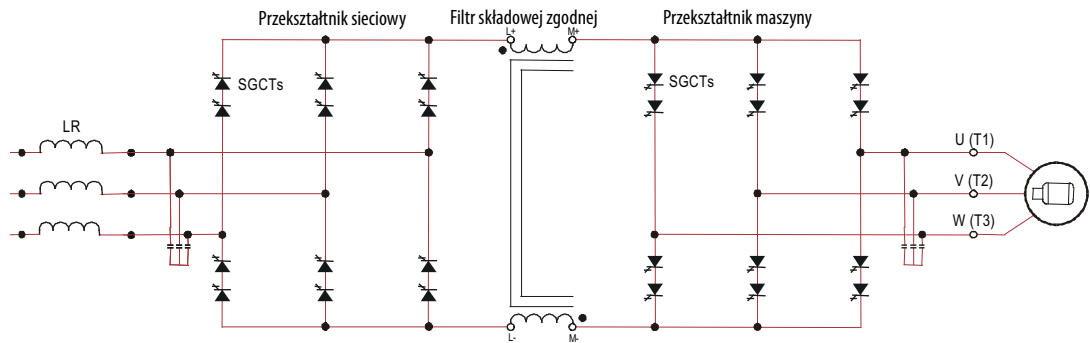 Przekształtnik sieciowy
Filtr składowej zgodnej
Przekształtnik maszyny
L+
M+
SGCTs
SGCTs
LR
U (T1)
V (T2)
W (T3)
L-
M-